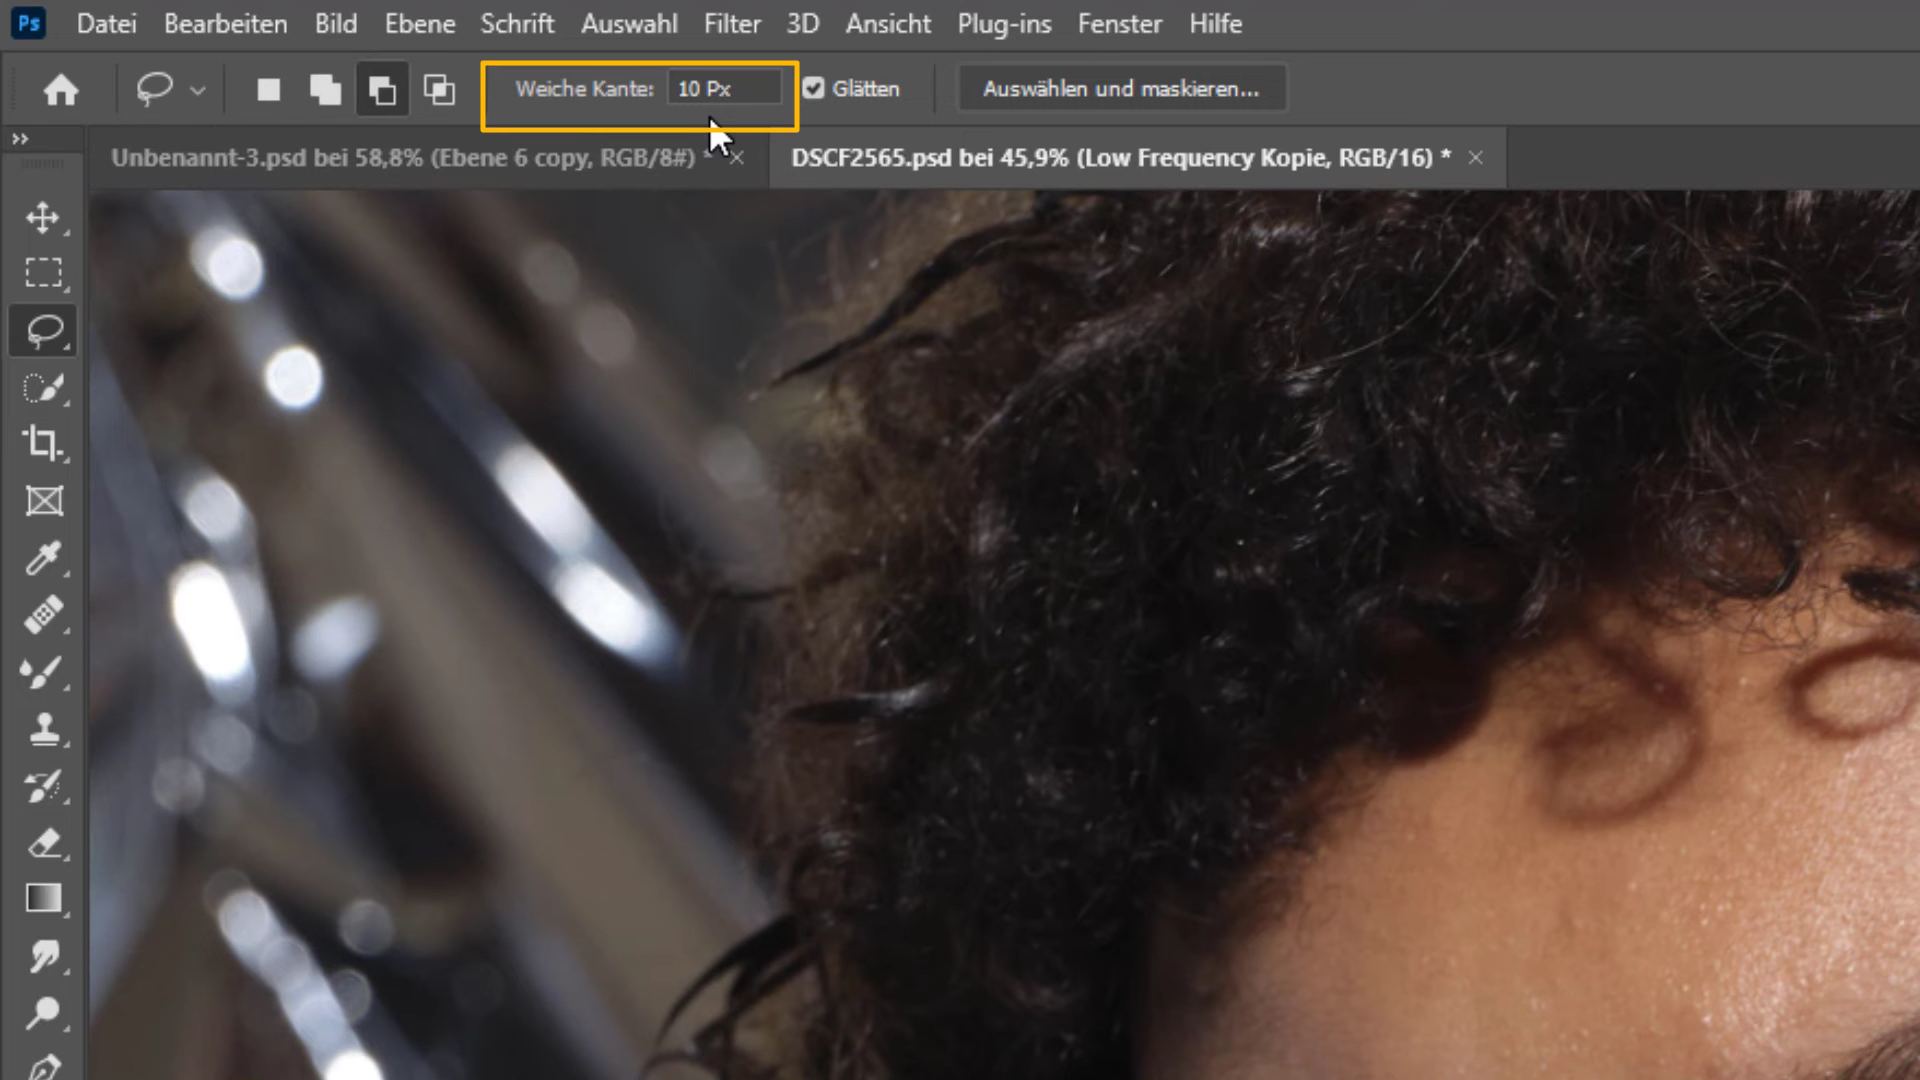 Ps Datei Bearbeiten Bild Ebene Schrift Auswahl Filter 3D Ansicht Plug-ins Fenster Hilfe
Weiche Kante: 10 Px Glätten Auswählen und maskieren...
Unbenannt-3.psd bei 58,8% (Ebene 6 copy, RGB/8#) * DSCF2565.psd bei 45,9% (Low Frequency Kopie, RGB/16) *